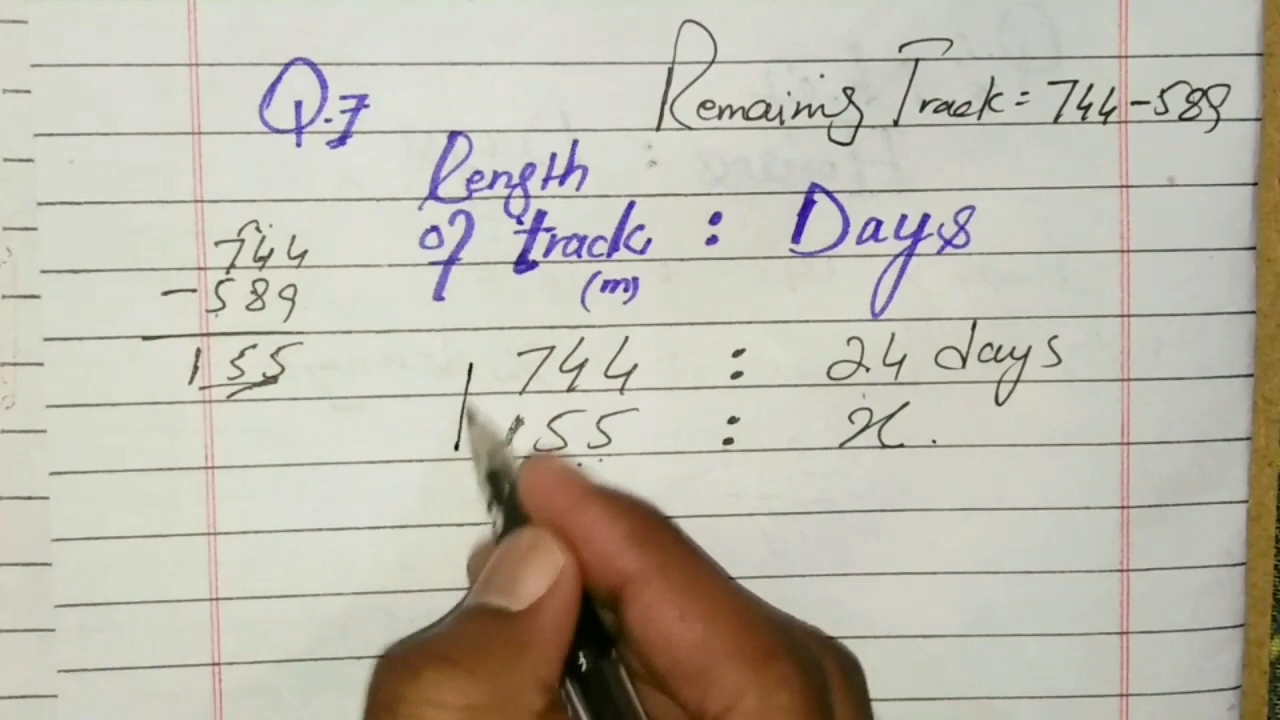 Q.7
Remaining Track = 744-589
Length
of track : Days
(m)
744
-589
155
744 : 24 days
155 : x.